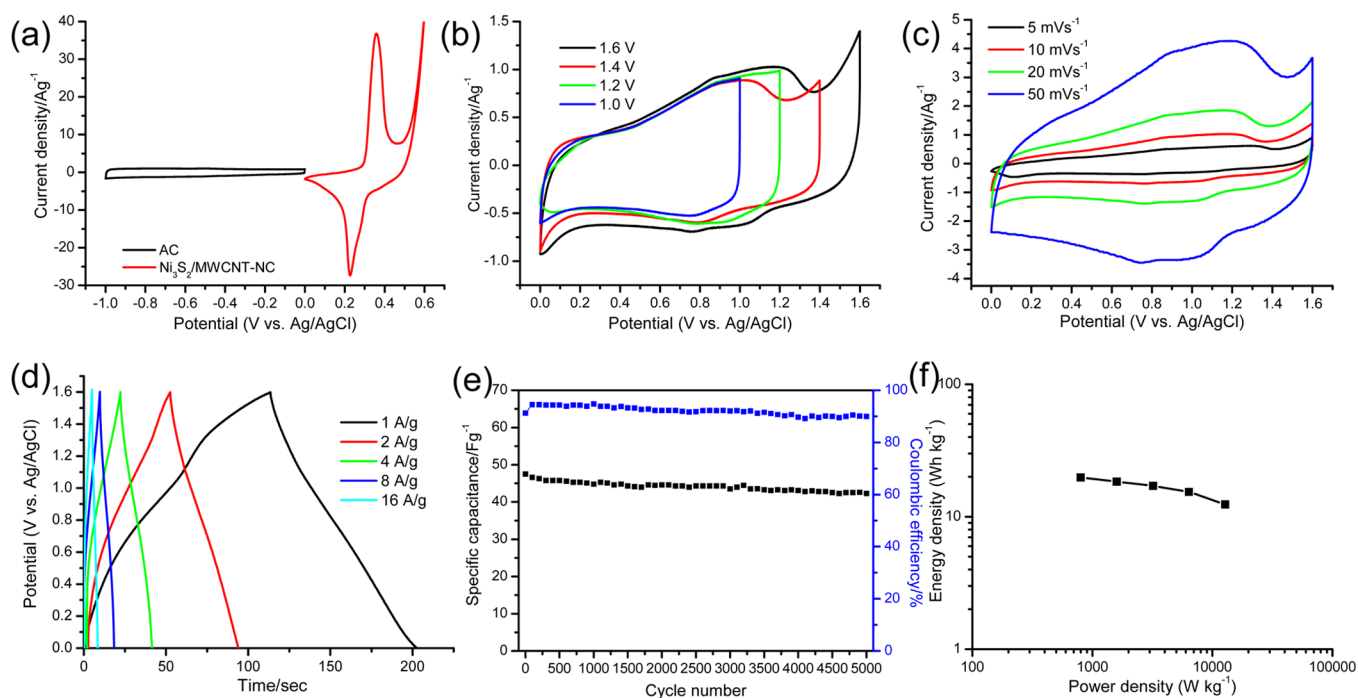 (a)
40
30
20
10
0
-10
-20
-30
Current density/Ag⁻¹
AC
Ni₃S₂/MWCNT-NC
-1.0 -0.8 -0.6 -0.4 -0.2 0.0 0.2 0.4 0.6
Potential (V vs. Ag/AgCl)
(b)
1.5
1.0
0.5
0.0
-0.5
-1.0
Current density/Ag⁻¹
1.6 V
1.4 V
1.2 V
1.0 V
0.0 0.2 0.4 0.6 0.8 1.0 1.2 1.4 1.6
Potential (V vs. Ag/AgCl)
(c)
5
4
3
2
1
0
-1
-2
-3
-4
Current density/Ag⁻¹
5 mVs⁻¹
10 mVs⁻¹
20 mVs⁻¹
50 mVs⁻¹
0.0 0.2 0.4 0.6 0.8 1.0 1.2 1.4 1.6
Potential (V vs. Ag/AgCl)
(d)
1.8
1.6
1.4
1.2
1.0
0.8
0.6
0.4
0.2
0.0
Potential (V vs. Ag/AgCl)
1 A/g
2 A/g
4 A/g
8 A/g
16 A/g
0 50 100 150 200
Time/sec
(e)
70
60
50
40
30
20
10
0
Specific capacitance/Fg⁻¹
100
80
60
40
20
0
Coulombic efficiency/%
0 500 1000 1500 2000 2500 3000 3500 4000 4500 5000
Cycle number
(f)
100
10
1
Energy density (Wh kg⁻¹)
100 1000 10000 100000
Power density (W kg⁻¹)